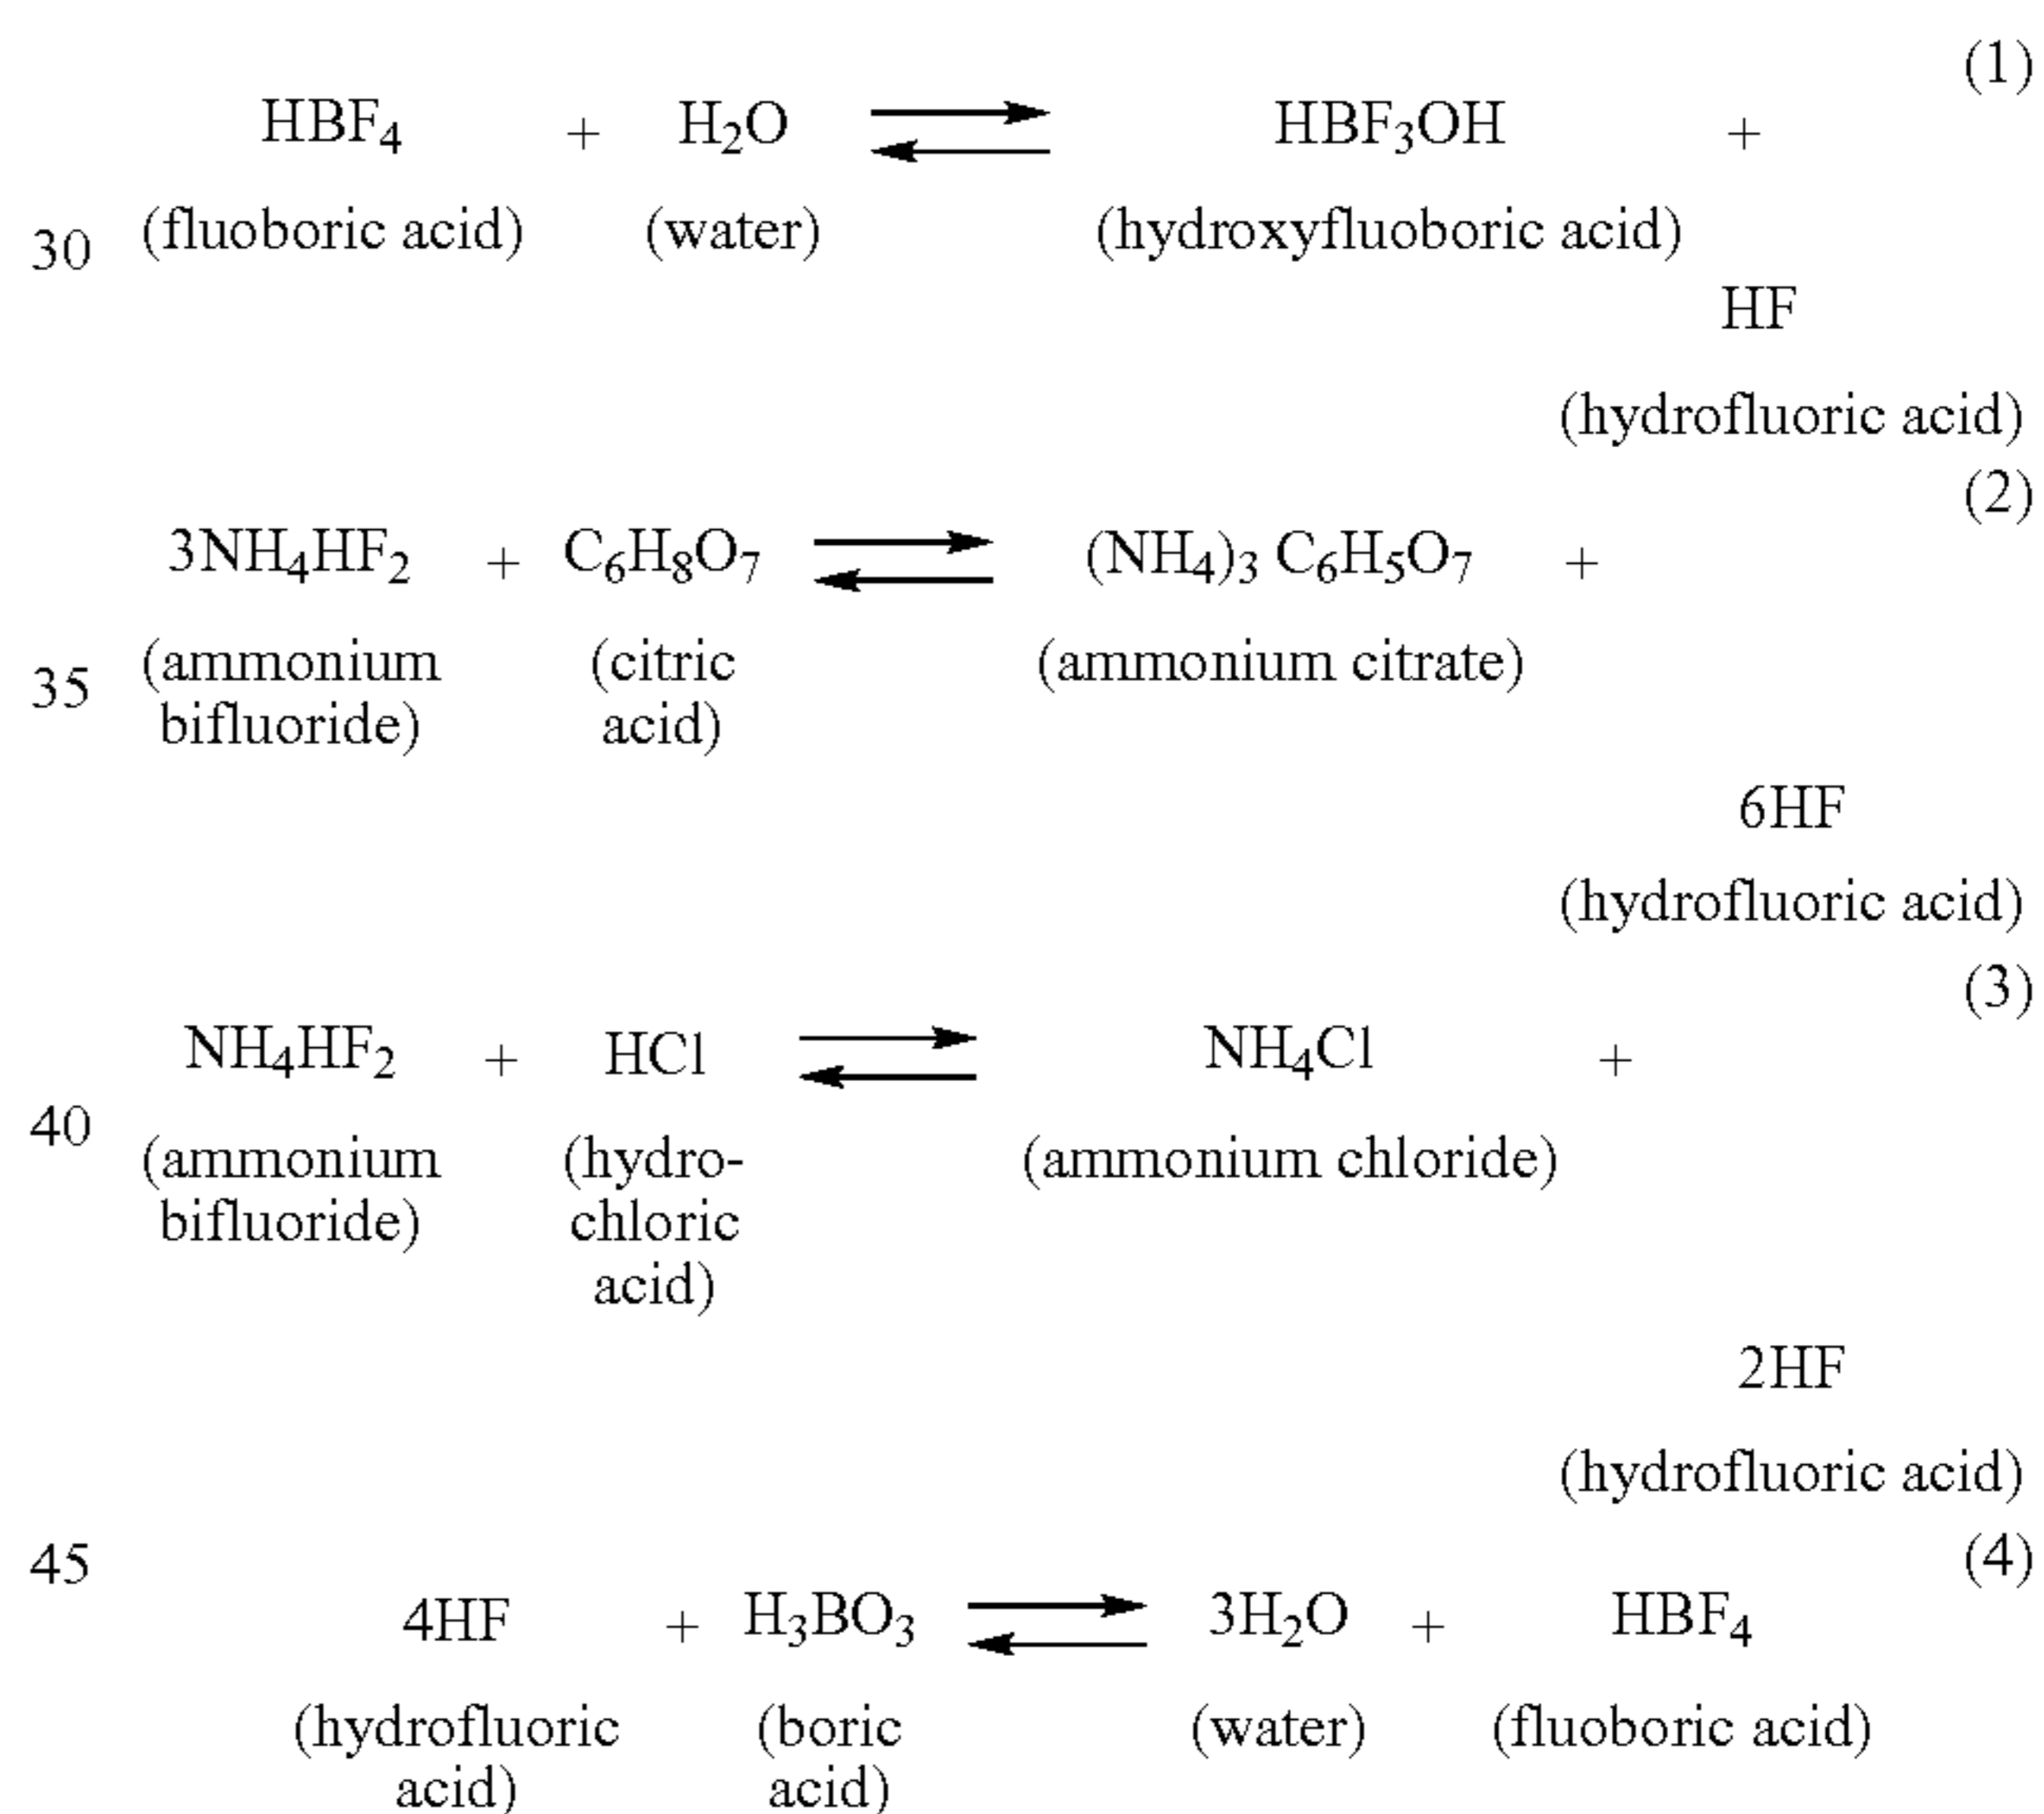 (1)
HBF₄ + H₂O ⇌ HBF₃OH +
30 (fluoboric acid) (water) (hydroxyfluoboric acid)
HF
(hydrofluoric acid)
(2)
3NH₄HF₂ + C₆H₈O₇ ⇌ (NH₄)₃ C₆H₅O₇ +
35 (ammonium (citric (ammonium citrate)
bifluoride) acid)
6HF
(hydrofluoric acid)
(3)
NH₄HF₂ + HCl ⇌ NH₄Cl +
40 (ammonium (hydro- (ammonium chloride)
bifluoride) chloric
acid)
2HF
(hydrofluoric acid)
45 (4)
4HF + H₃BO₃ ⇌ 3H₂O + HBF₄
(hydrofluoric (boric (water) (fluoboric acid)
acid) acid)